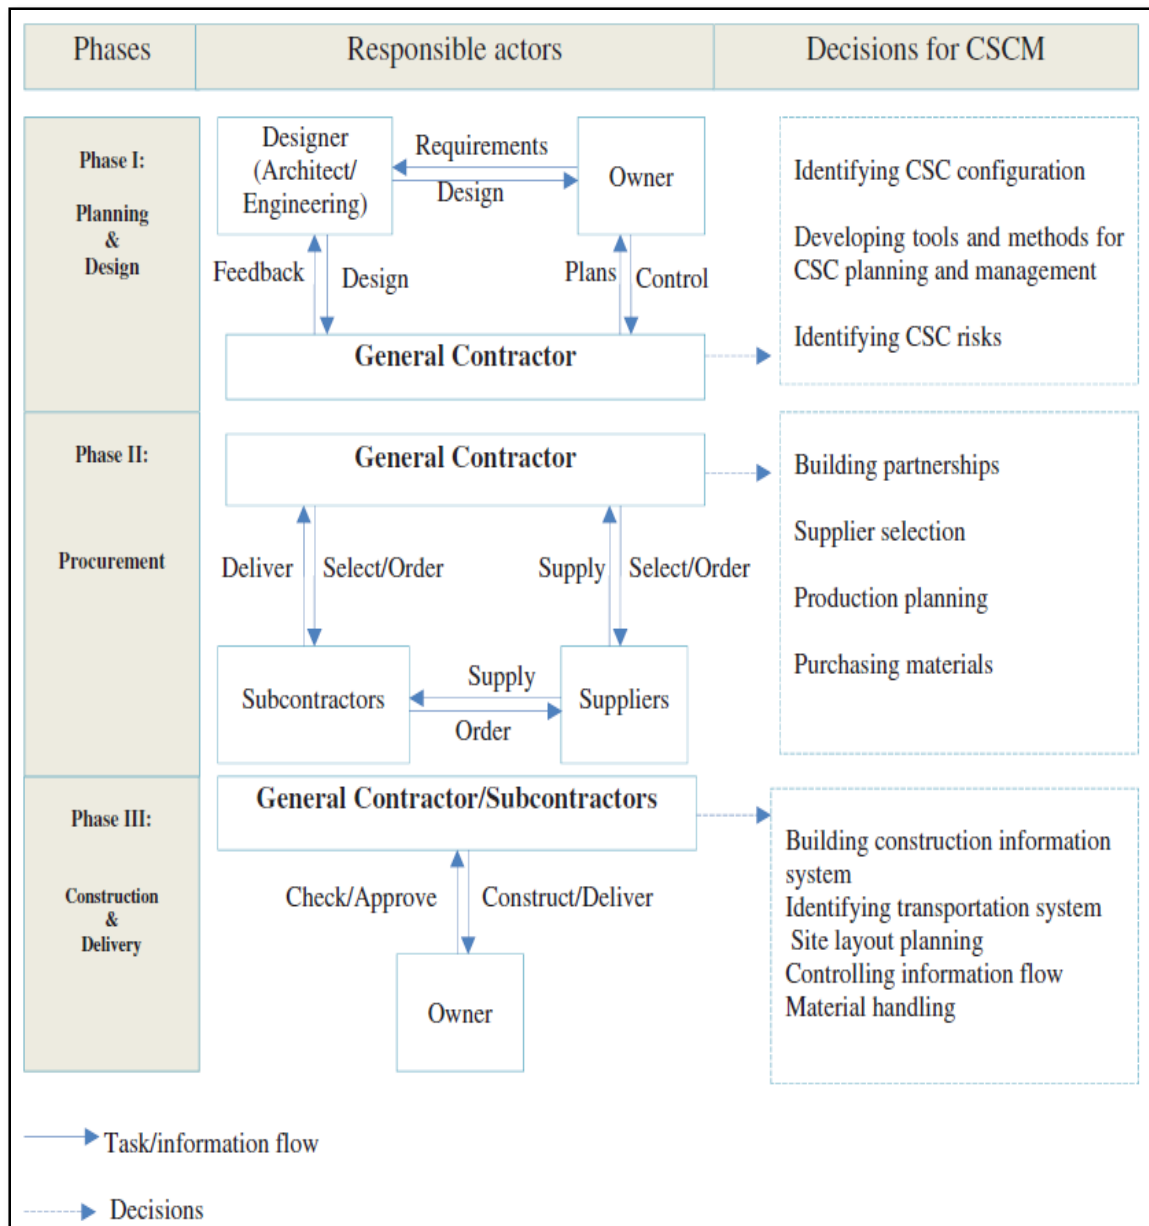 Phases
Responsible actors
Decisions for CSCM
Phase I:
Planning
&
Design
Designer
(Architect/
Engineering)
Requirements
Design
Owner
Feedback
Design
Plans
Control
General Contractor
Identifying CSC configuration
Developing tools and methods for
CSC planning and management
Identifying CSC risks
Phase II:
Procurement
General Contractor
Deliver
Select/Order
Supply
Select/Order
Subcontractors
Supply
Order
Suppliers
Building partnerships
Supplier selection
Production planning
Purchasing materials
Phase III:
Construction
&
Delivery
General Contractor/Subcontractors
Check/Approve
Construct/Deliver
Owner
Building construction information
system
Identifying transportation system
Site layout planning
Controlling information flow
Material handling
Task/information flow
Decisions